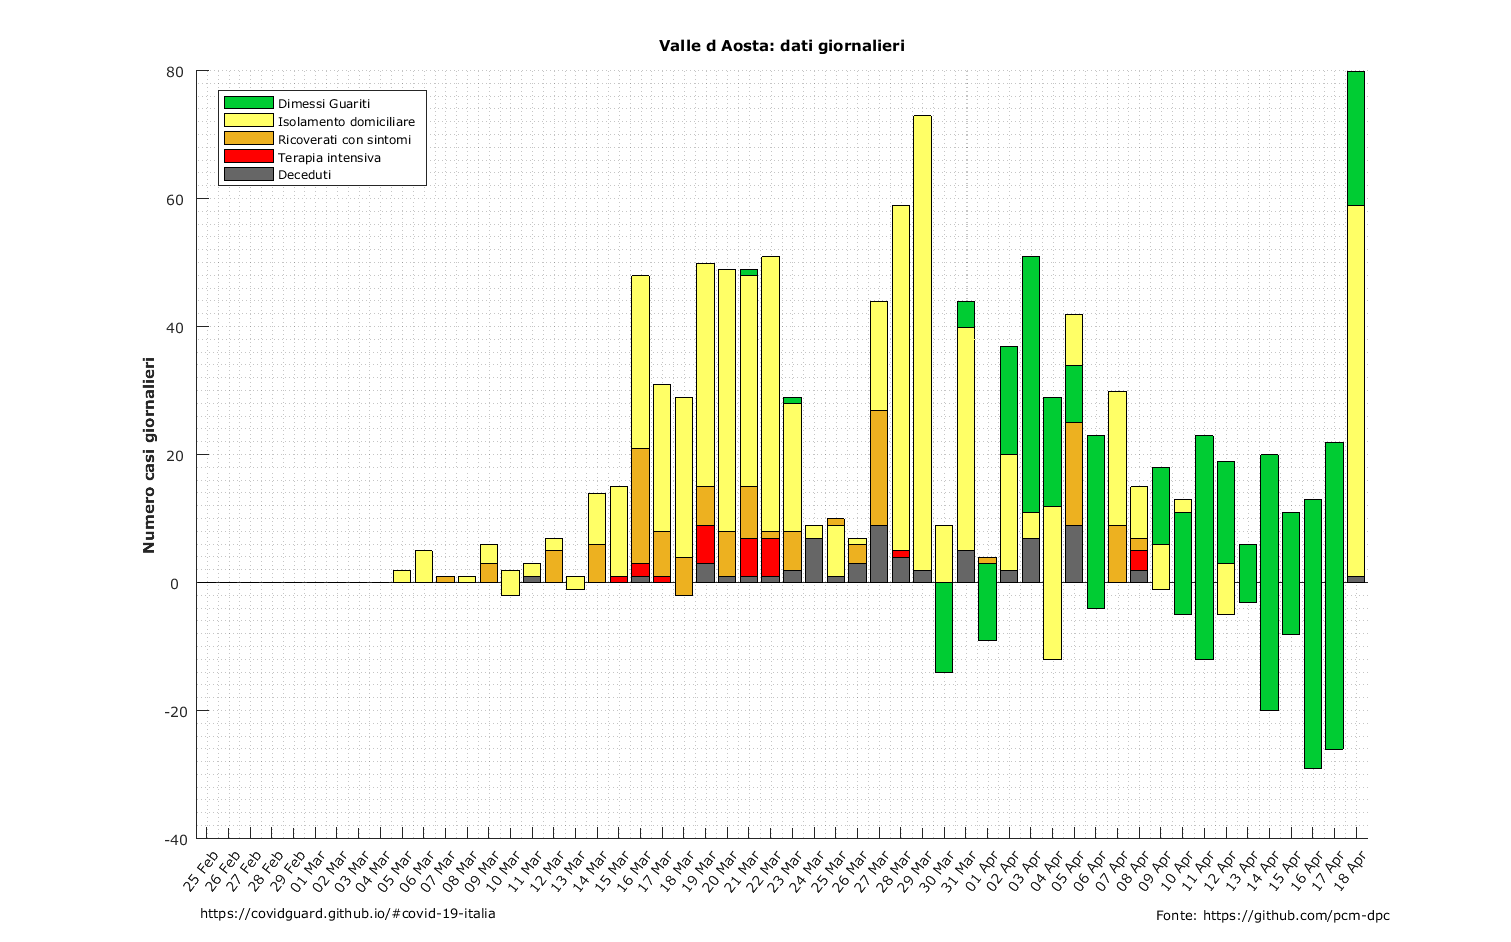 Valle d Aosta: dati giornalieri
80
60
40
20
0
-20
-40
Numero casi giornalieri
Dimessi Guariti
Isolamento domiciliare
Ricoverati con sintomi
Terapia intensiva
Deceduti
25 Feb
26 Feb
27 Feb
28 Feb
29 Feb
01 Mar
02 Mar
03 Mar
04 Mar
05 Mar
06 Mar
07 Mar
08 Mar
09 Mar
10 Mar
11 Mar
12 Mar
13 Mar
14 Mar
15 Mar
16 Mar
17 Mar
18 Mar
19 Mar
20 Mar
21 Mar
22 Mar
23 Mar
24 Mar
25 Mar
26 Mar
27 Mar
28 Mar
29 Mar
30 Mar
31 Mar
01 Apr
02 Apr
03 Apr
04 Apr
05 Apr
06 Apr
07 Apr
08 Apr
09 Apr
10 Apr
11 Apr
12 Apr
13 Apr
14 Apr
15 Apr
16 Apr
17 Apr
18 Apr
https://covidguard.github.io/#covid-19-italia
Fonte: https://github.com/pcm-dpc